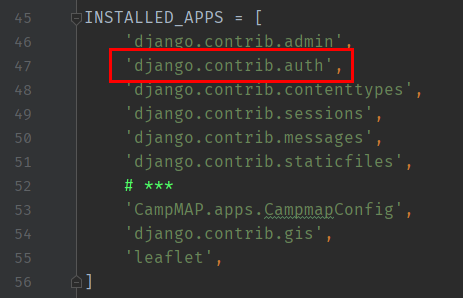 45 INSTALLED_APPS = [
46 'django.contrib.admin',
47 'django.contrib.auth',
48 'django.contrib.contenttypes',
49 'django.contrib.sessions',
50 'django.contrib.messages',
51 'django.contrib.staticfiles',
52 # ***
53 'CampMAP.apps.CampmapConfig',
54 'django.contrib.gis',
55 'leaflet',
56 ]